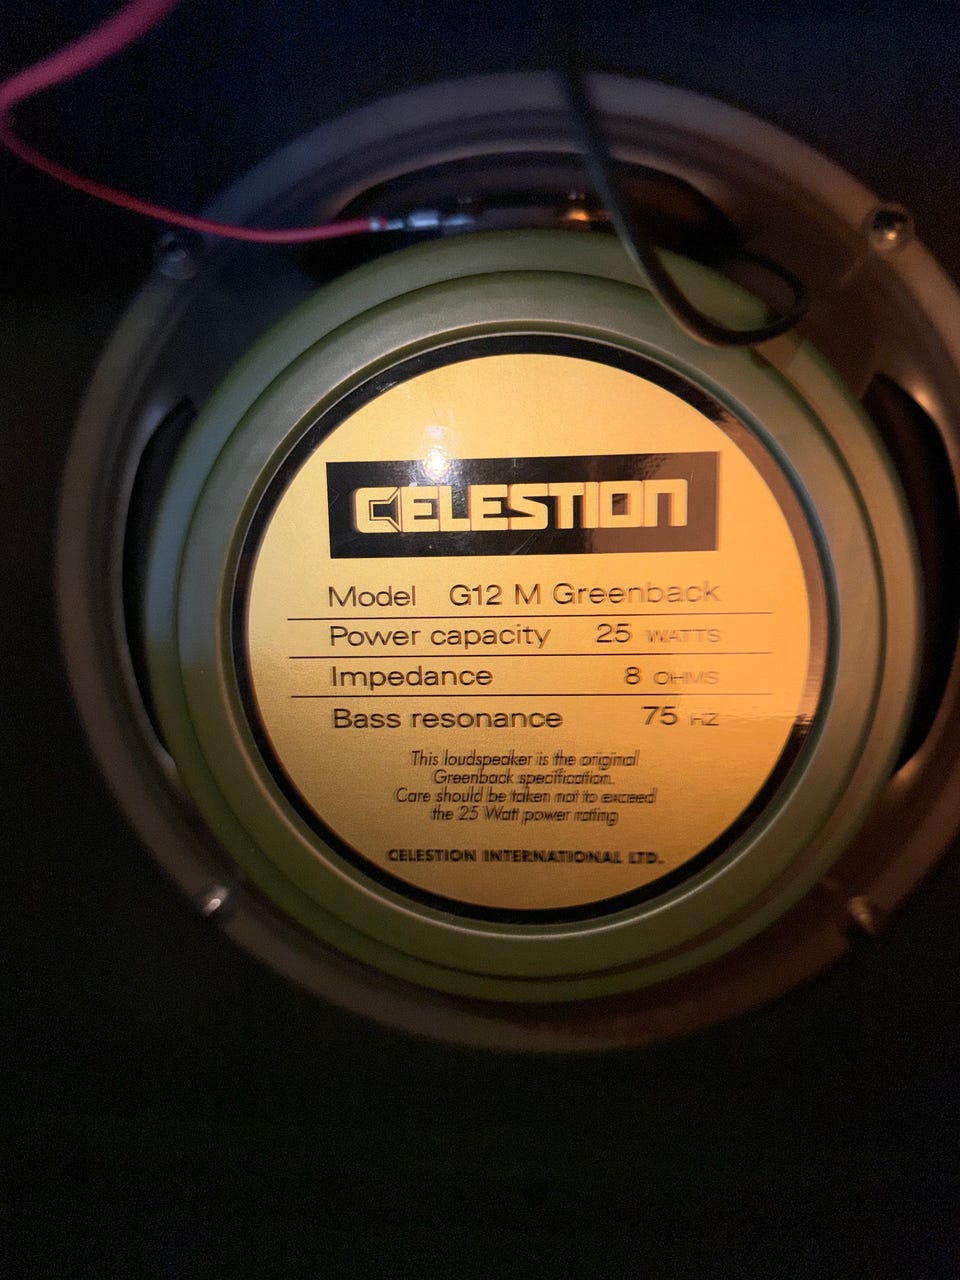 CELESTION
Model G12 M Greenback
Power capacity 25 WATTS
Impedance 8 OHMS
Bass resonance 75 HZ
This loudspeaker is the original
Greenback specification.
Care should be taken not to exceed
the 25 Watt power rating
CELESTION INTERNATIONAL LTD.